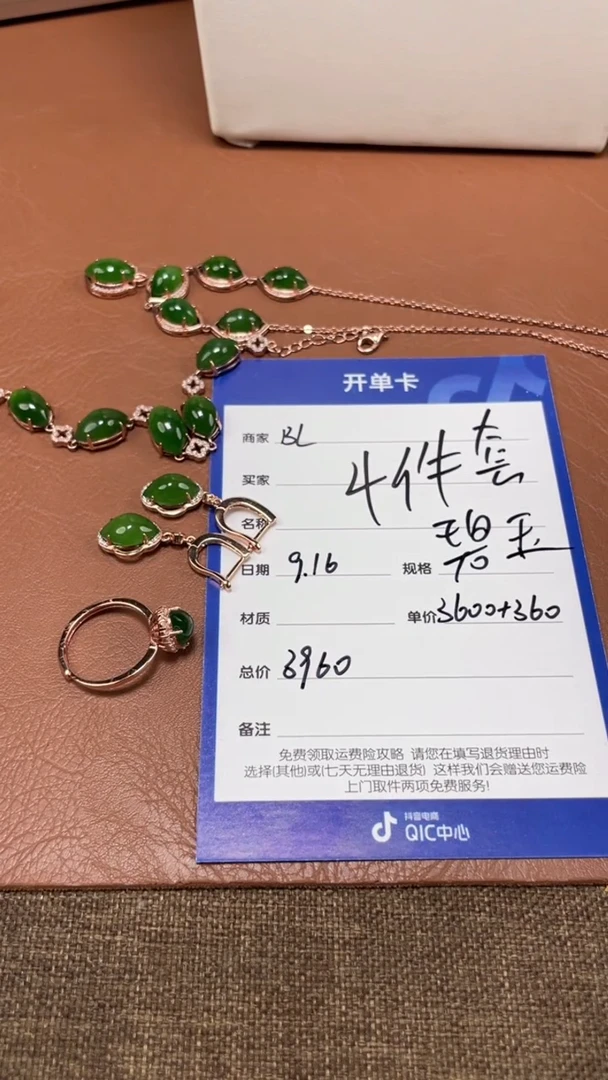 开单卡
商家 BL
买家 4件套
名称 碧玉
日期 9.16 规格
材质 单价3600+360
总价 3960
备注
免费领取运费险攻略 请您在填写退货理由时
选择(其他)或(七天无理由退货) 这样我们会赠送您运费险
上门取件两项免费服务!
抖音电商
QIC中心